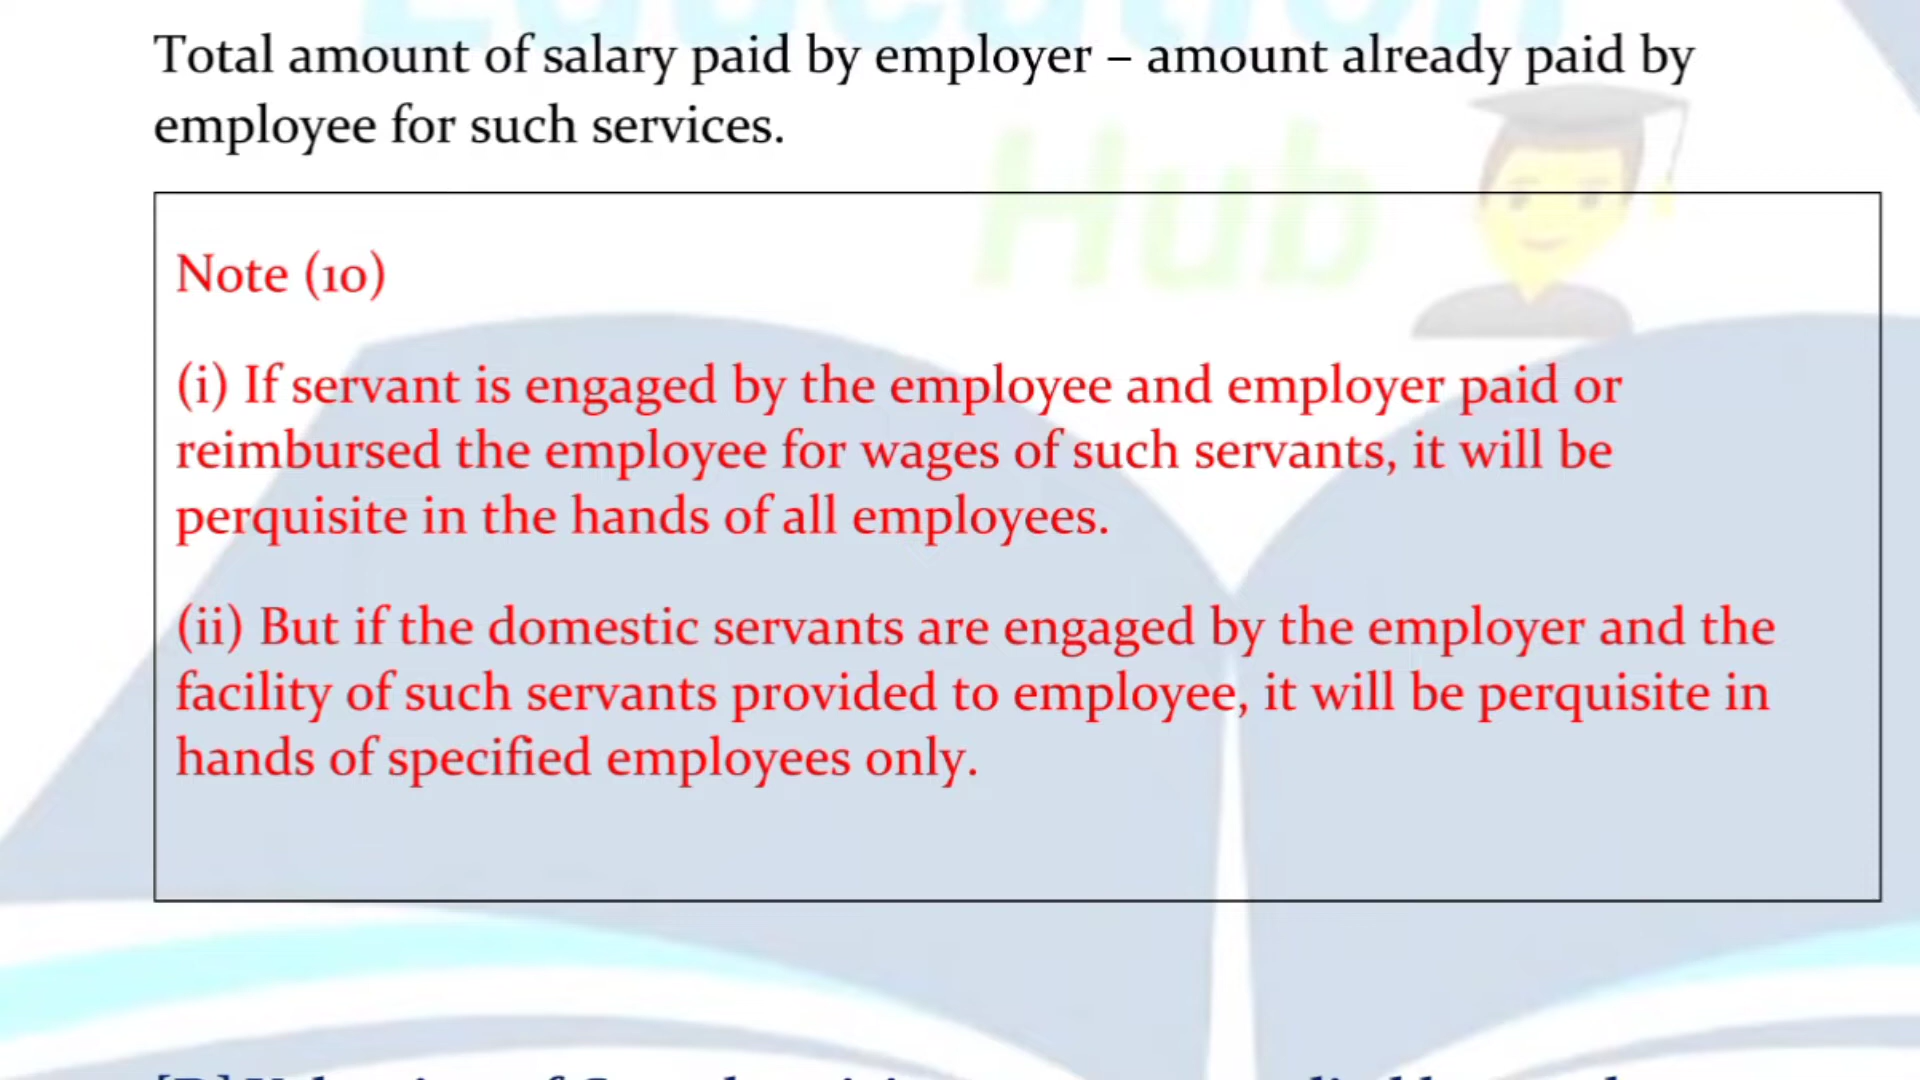 Education
Total amount of salary paid by employer – amount already paid by
employee for such services.
Hub
Note (10)
(i) If servant is engaged by the employee and employer paid or
reimbursed the employee for wages of such servants, it will be
perquisite in the hands of all employees.
(ii) But if the domestic servants are engaged by the employer and the
facility of such servants provided to employee, it will be perquisite in
hands of specified employees only.